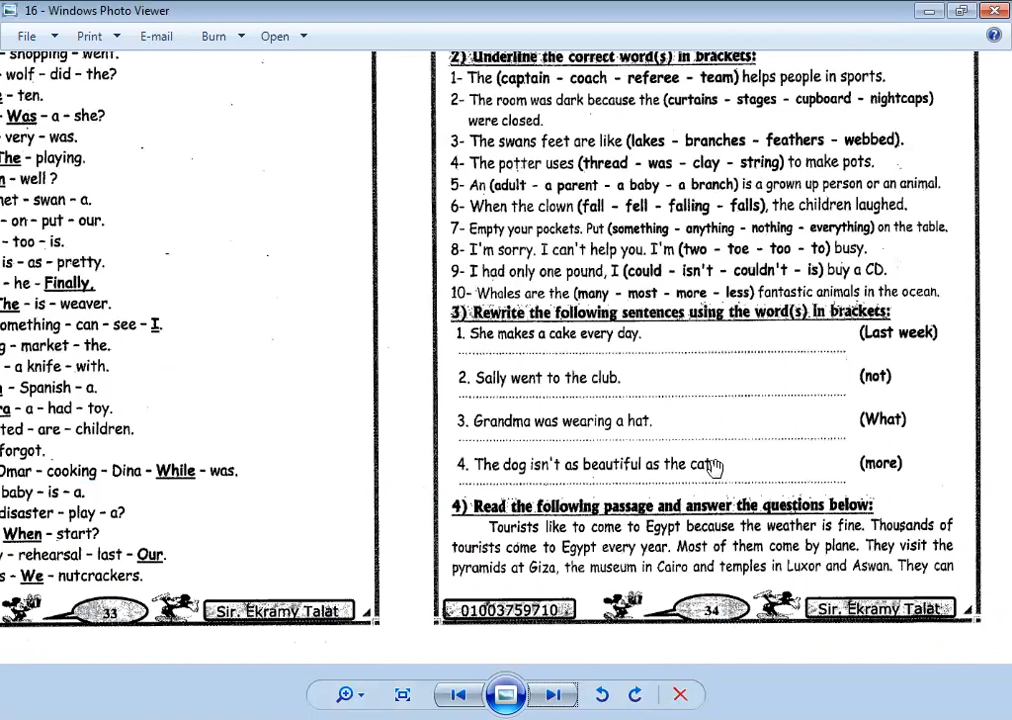 16 - Windows Photo Viewer
File Print E-mail Burn Open
- shopping - went.
- wolf - did - the?
- ten.
- Was - a - she?
very - was.
The - playing.
- well ?
- swan - a.
- on - put - our.
- too - is.
is - as - pretty.
- he - Finally,
The - is - weaver.
something - can - see - I.
- market - the.
- a knife - with.
- Spanish - a.
- a - had - toy.
- are - children.
forgot.
Omar - cooking - Dina - While - was.
baby - is - a.
disaster - play - a?
When - start?
- rehearsal - last - Our.
- We - nutcrackers.
33
Sir. Ekramy Talat
2) Underline the correct word(s) in brackets:
1- The (captain - coach - referee - team) helps people in sports.
2- The room was dark because the (curtains - stages - cupboard - nightcaps)
were closed.
3- The swans feet are like (lakes - branches - feathers - webbed).
4- The potter uses (thread - was - clay - string) to make pots.
5- An (adult - a parent - a baby - a branch) is a grown up person or an animal.
6- When the clown (fall - fell - falling - falls), the children laughed.
7- Empty your pockets. Put (something - anything - nothing - everything) on the table.
8- I'm sorry. I can't help you. I'm (two - toe - too - to) busy.
9- I had only one pound, I (could - isn't - couldn't - is) buy a CD.
10- Whales are the (many - most - more - less) fantastic animals in the ocean.
3) Rewrite the following sentences using the word(s) In brackets:
1. She makes a cake every day. (Last week)
2. Sally went to the club. (not)
3. Grandma was wearing a hat. (What)
4. The dog isn't as beautiful as the cat. (more)
4) Read the following passage and answer the questions below:
Tourists like to come to Egypt because the weather is fine. Thousands of
tourists come to Egypt every year. Most of them come by plane. They visit the
pyramids at Giza, the museum in Cairo and temples in Luxor and Aswan. They can
01003759710
34
Sir. Ekramy Talat